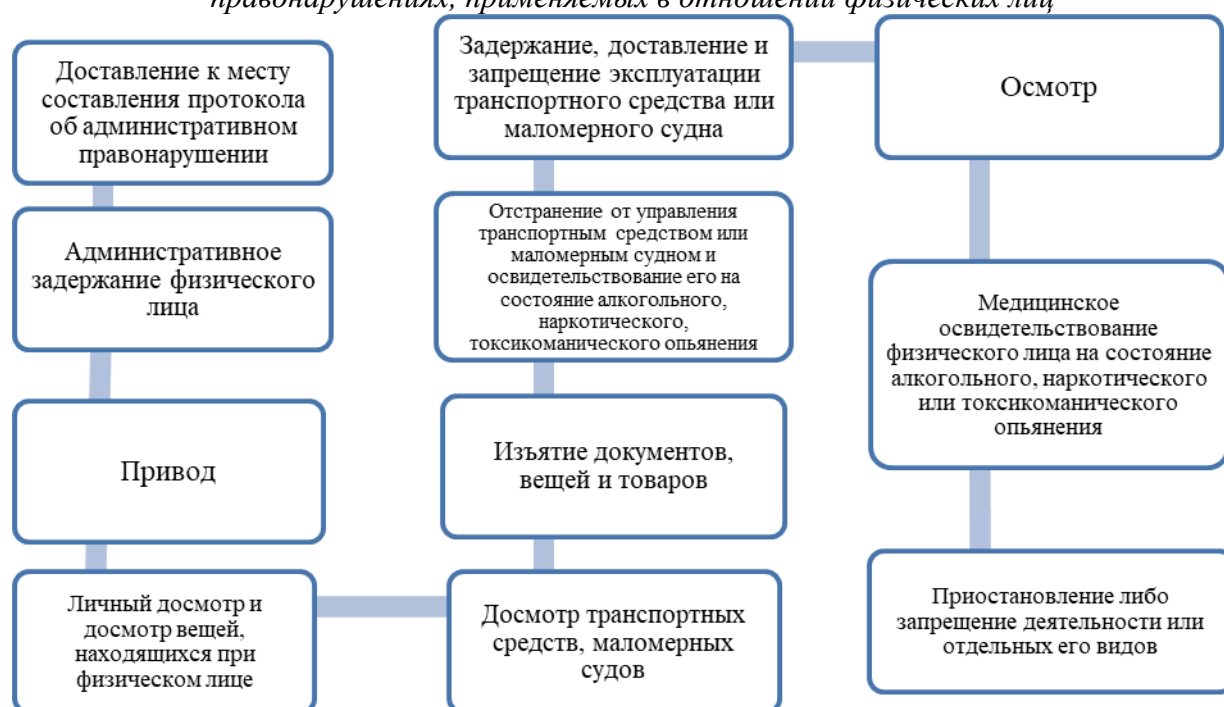 правонарушениях, применяемых в отношении физических лиц
Доставление к месту
составления протокола
об административном
правонарушении
Административное
задержание физического
лица
Привод
Личный досмотр и
досмотр вещей,
находящихся при
физическом лице
Досмотр транспортных
средств, маломерных
судов
Изъятие документов,
вещей и товаров
Отстранение от управления
транспортным средством или
маломерным судном и
освидетельствование его на
состояние алкогольного,
наркотического,
токсикоманического опьянения
Задержание, доставление и
запрещение эксплуатации
транспортного средства или
маломерного судна
Осмотр
Медицинское
освидетельствование
физического лица на состояние
алкогольного, наркотического
или токсикоманического
опьянения
Приостановление либо
запрещение деятельности или
отдельных его видов